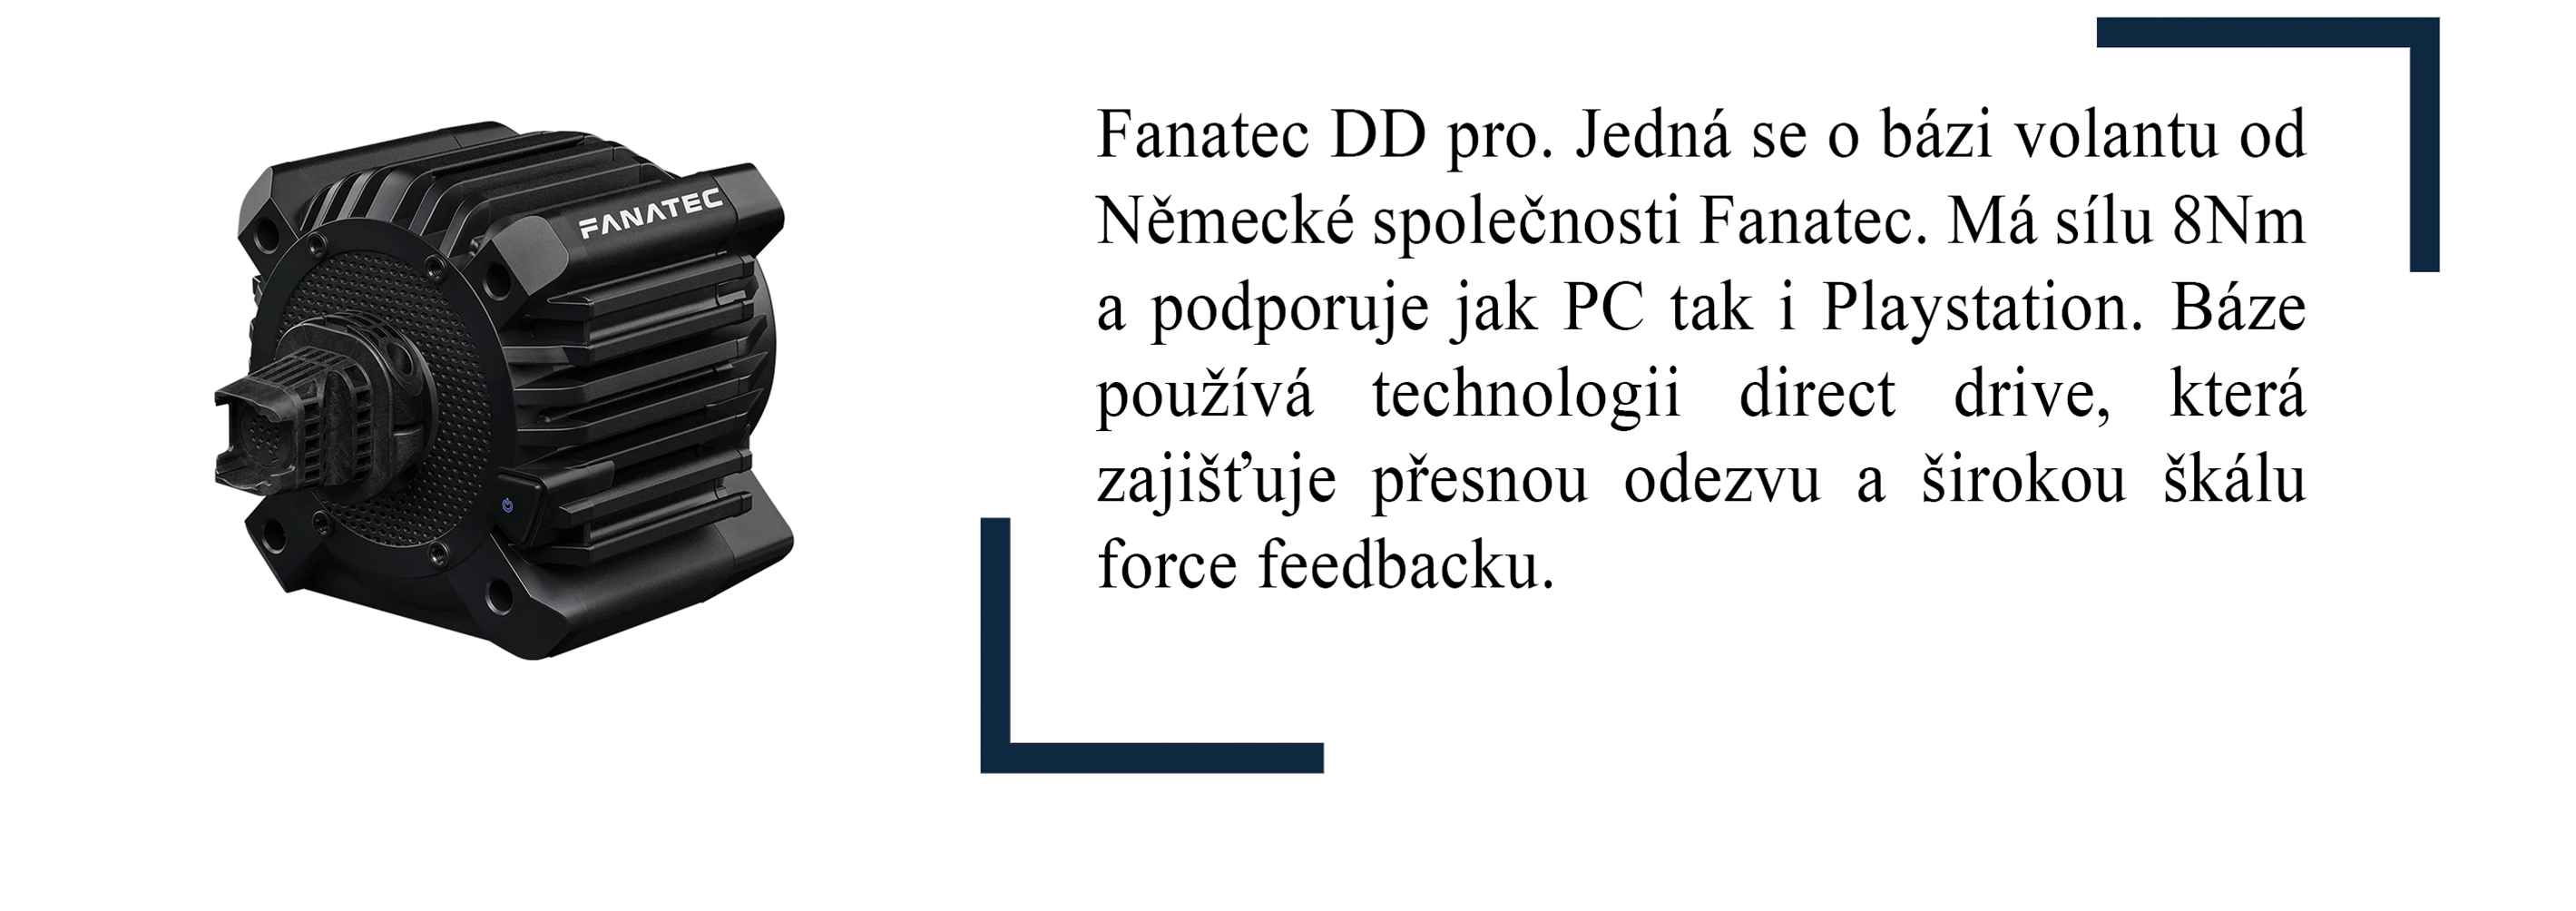 FANATEC
Fanatec DD pro. Jedná se o bázi volantu od
Německé společnosti Fanatec. Má sílu 8Nm
a podporuje jak PC tak i Playstation. Báze
používá technologii direct drive, která
zajišťuje přesnou odezvu a širokou škálu
force feedbacku.